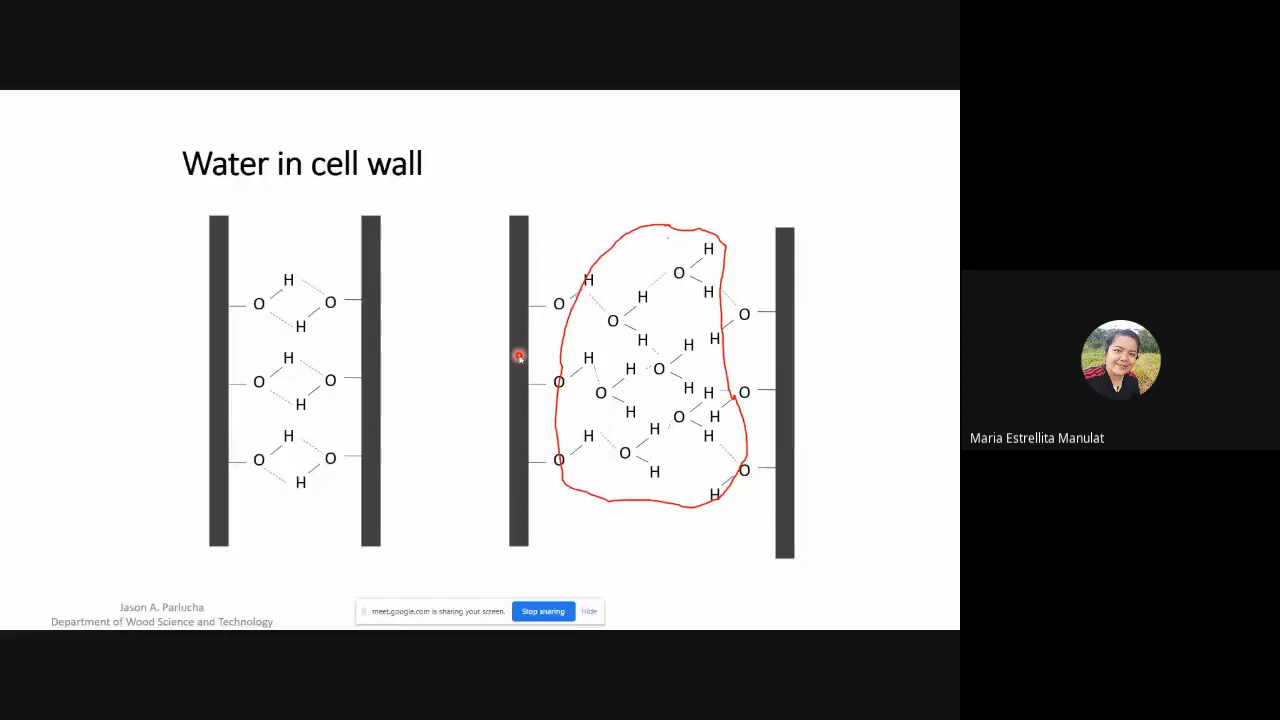 Water in cell wall
H H
H O H
O O H O H O
H H O
H H H
H H O
O O H O H H O
H O H H
H H H H
O O O O
H H H
Jason A. Parlucha
Department of Wood Science and Technology
meet.google.com is sharing your screen. Stop sharing Hide
Maria Estrellita Manulat